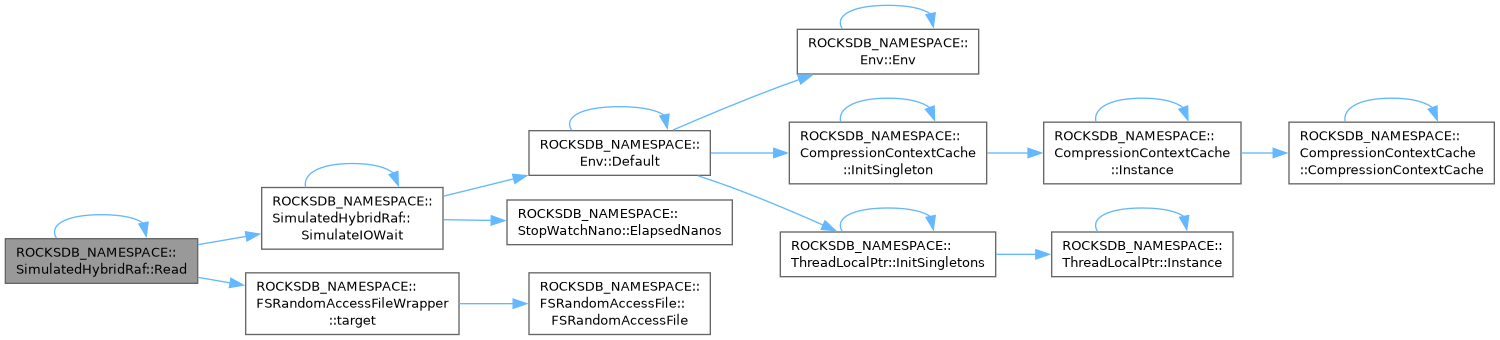 ROCKSDB_NAMESPACE::
SimulatedHybridRaf::Read
ROCKSDB_NAMESPACE::
SimulatedHybridRaf::
SimulateIOWait
ROCKSDB_NAMESPACE::
Env::Default
ROCKSDB_NAMESPACE::
Env::Env
ROCKSDB_NAMESPACE::
CompressionContextCache
::InitSingleton
ROCKSDB_NAMESPACE::
CompressionContextCache
::Instance
ROCKSDB_NAMESPACE::
CompressionContextCache
::CompressionContextCache
ROCKSDB_NAMESPACE::
ThreadLocalPtr::InitSingletons
ROCKSDB_NAMESPACE::
ThreadLocalPtr::Instance
ROCKSDB_NAMESPACE::
StopWatchNano::ElapsedNanos
ROCKSDB_NAMESPACE::
FSRandomAccessFileWrapper
::target
ROCKSDB_NAMESPACE::
FSRandomAccessFile::
FSRandomAccessFile